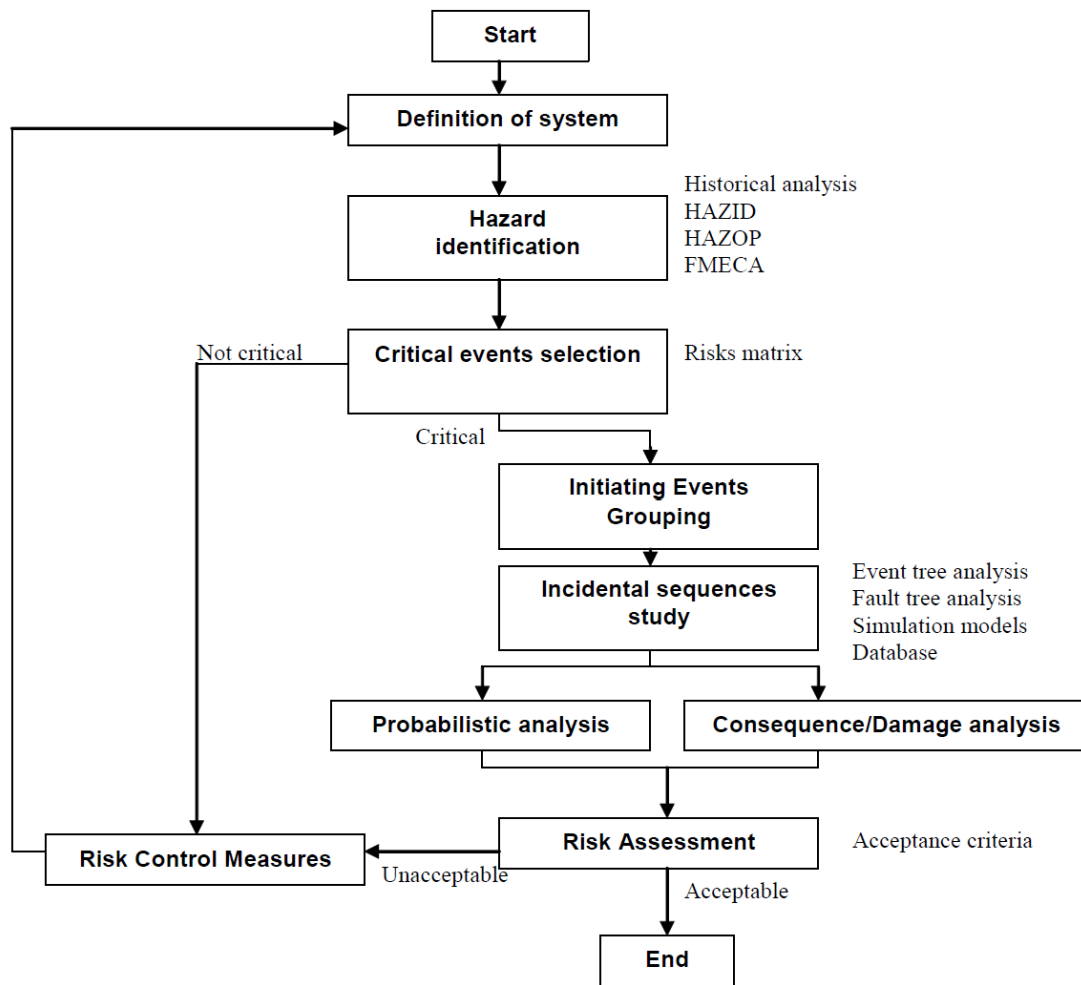 Start
Definition of system
Hazard
identification
Historical analysis
HAZID
HAZOP
FMECA
Not critical
Critical events selection
Risks matrix
Critical
Initiating Events
Grouping
Incidental sequences
study
Event tree analysis
Fault tree analysis
Simulation models
Database
Probabilistic analysis
Consequence/Damage analysis
Risk Control Measures
Unacceptable
Risk Assessment
Acceptance criteria
Acceptable
End